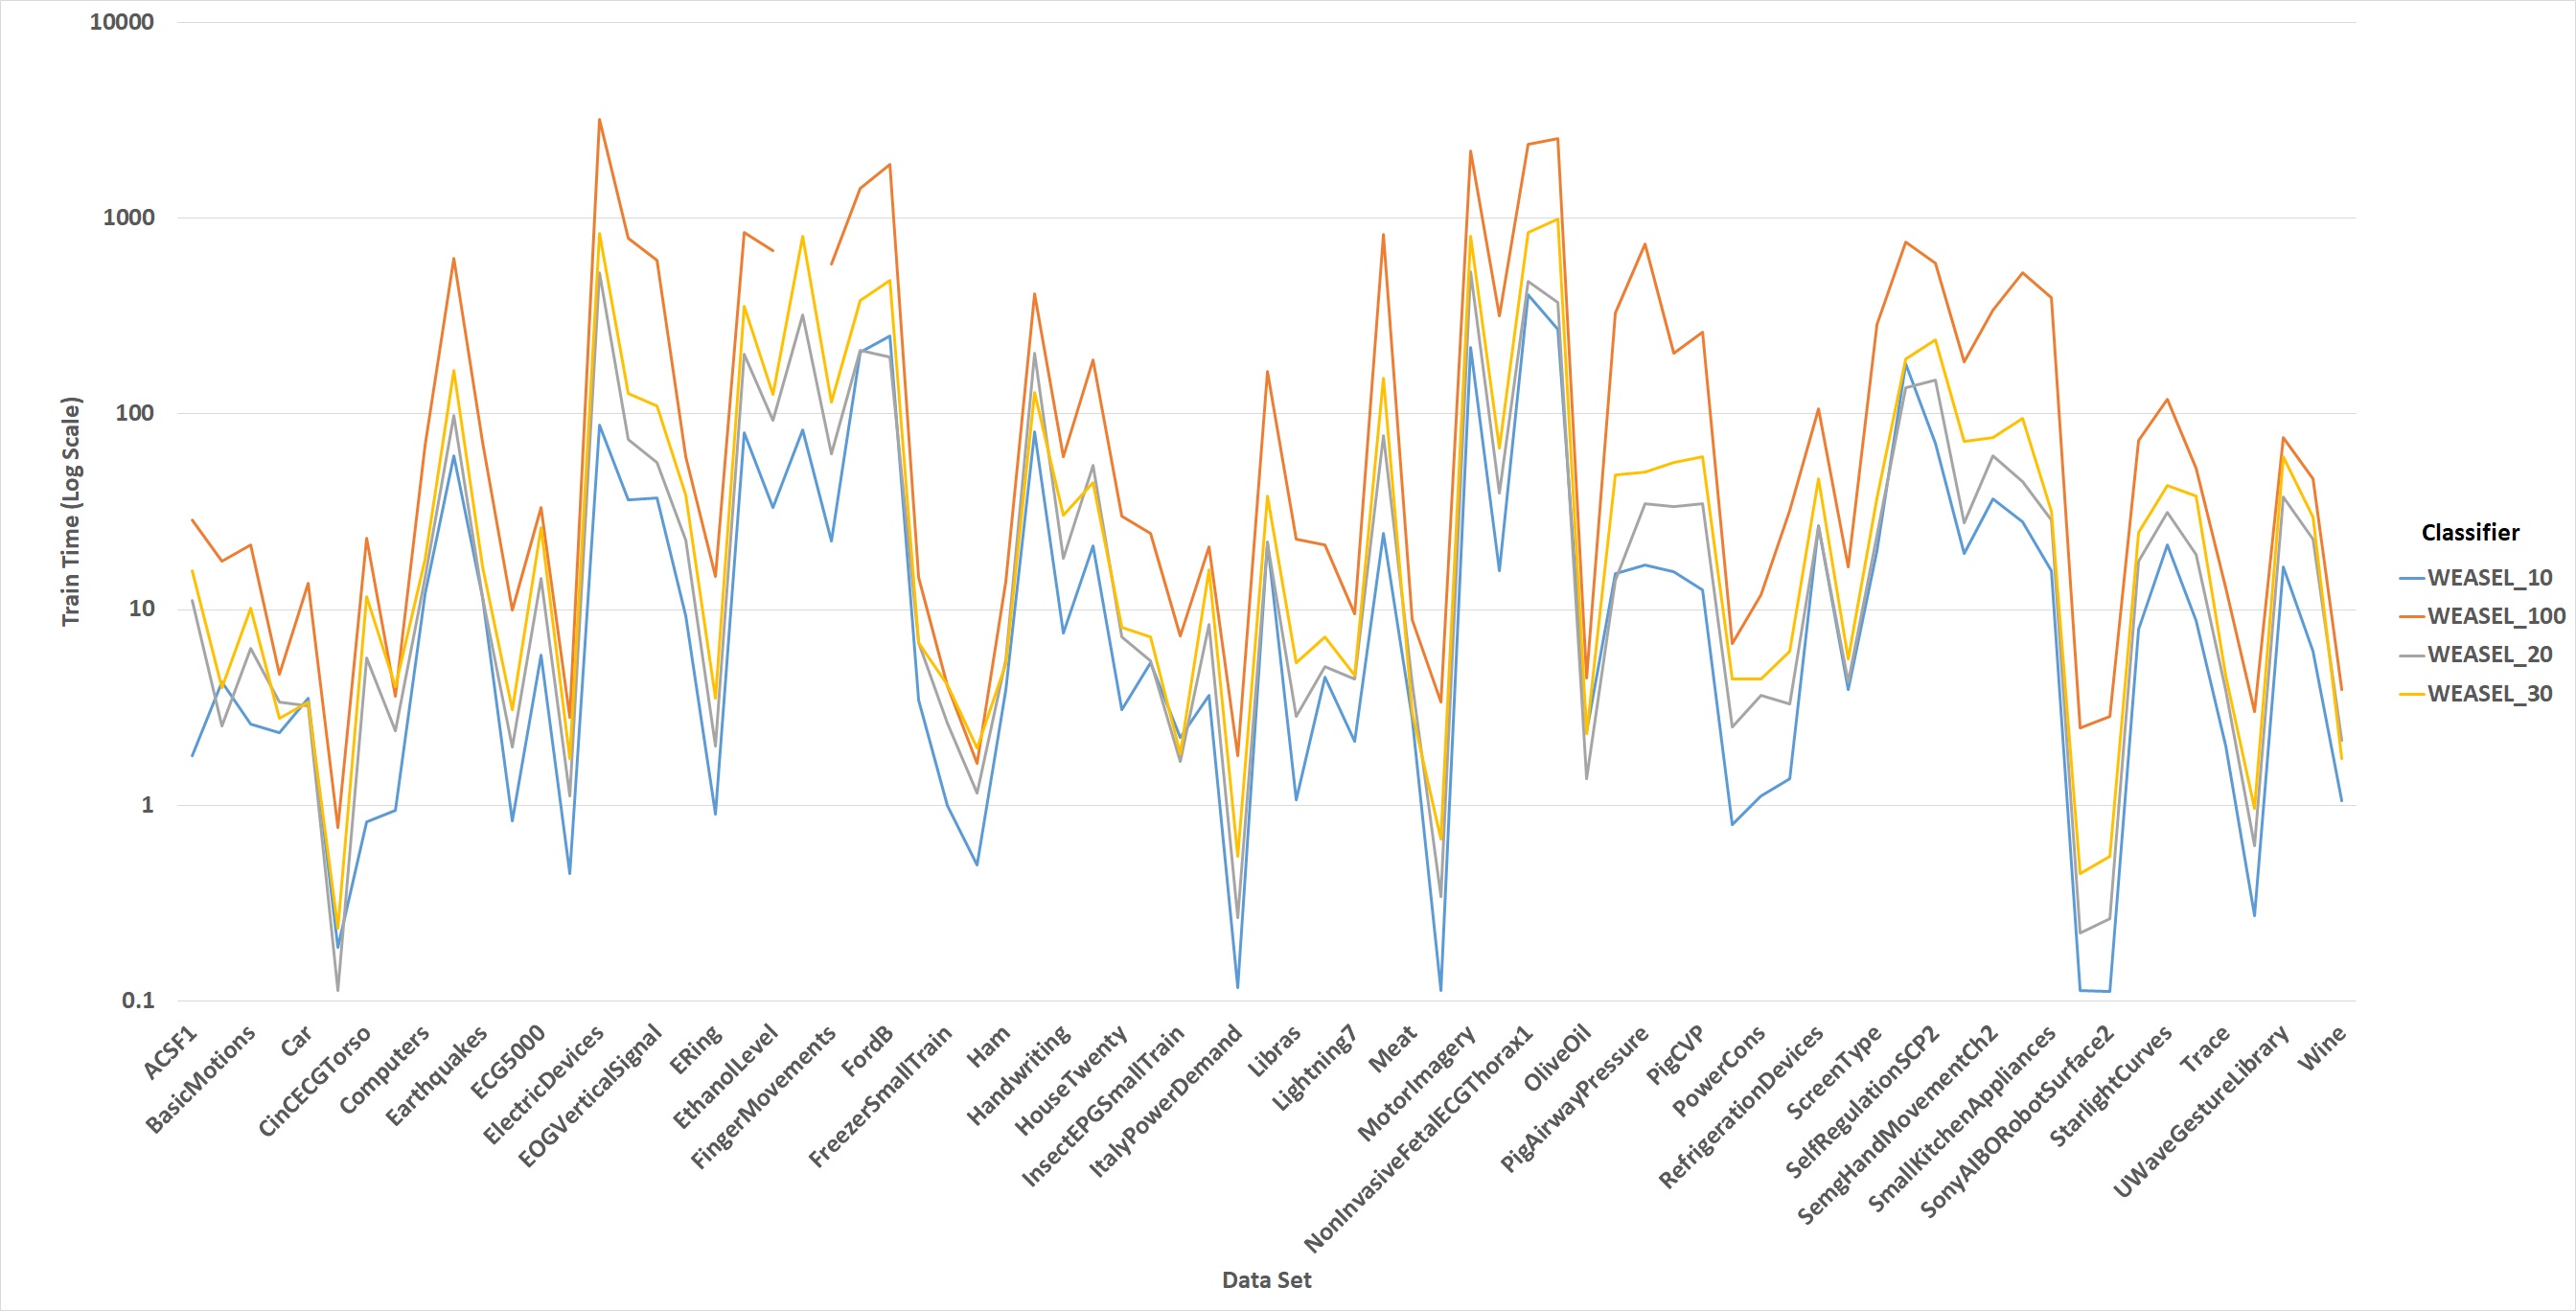 10000
1000
100
10
1
0.1
Train Time (Log Scale)
ACSF1
BasicMotions
Car
CinCECGTorso
Computers
Earthquakes
ECG5000
ElectricDevices
EOGVerticalSignal
ERing
EthanolLevel
FingerMovements
FordB
FreezerSmallTrain
Ham
Handwriting
HouseTwenty
InsectEPGSmallTrain
ItalyPowerDemand
Libras
Lightning7
Meat
MotorImagery
NonInvasiveFetalECGThorax1
OliveOil
PigAirwayPressure
PigCVP
PowerCons
RefrigerationDevices
ScreenType
SelfRegulationSCP2
SemgHandMovementCh2
SmallKitchenAppliances
SonyAIBORobotSurface2
StarlightCurves
Trace
UWaveGestureLibrary
Wine
Data Set
Classifier
WEASEL_10
WEASEL_100
WEASEL_20
WEASEL_30